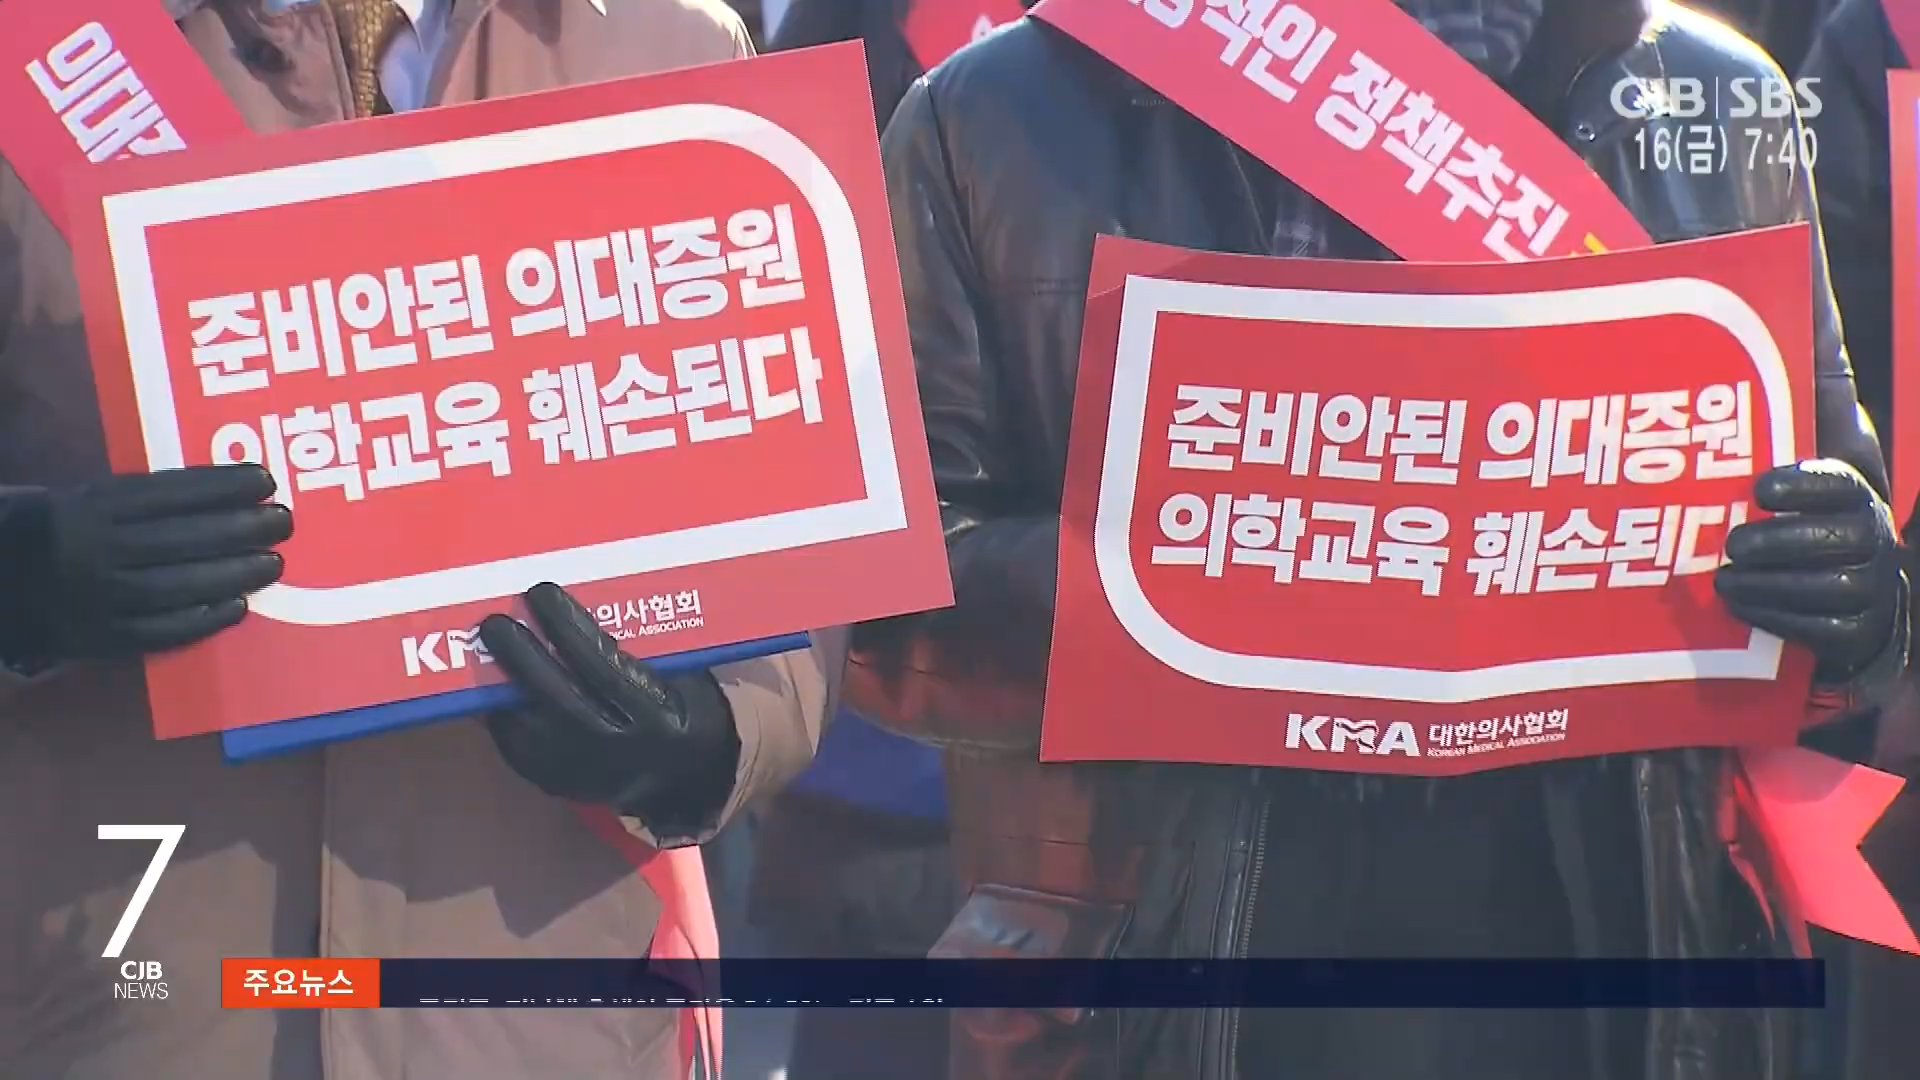 의대
정책추진
CJB SBS
16(금) 7:40
준비안된 의대증원
의학교육 훼손된다
의사협회
ASSOCIATION
준비안된 의대증원
의학교육 훼손된다
KMA 대한의사협회
KOREAN MEDICAL ASSOCIATION
7
CJB
NEWS
주요뉴스